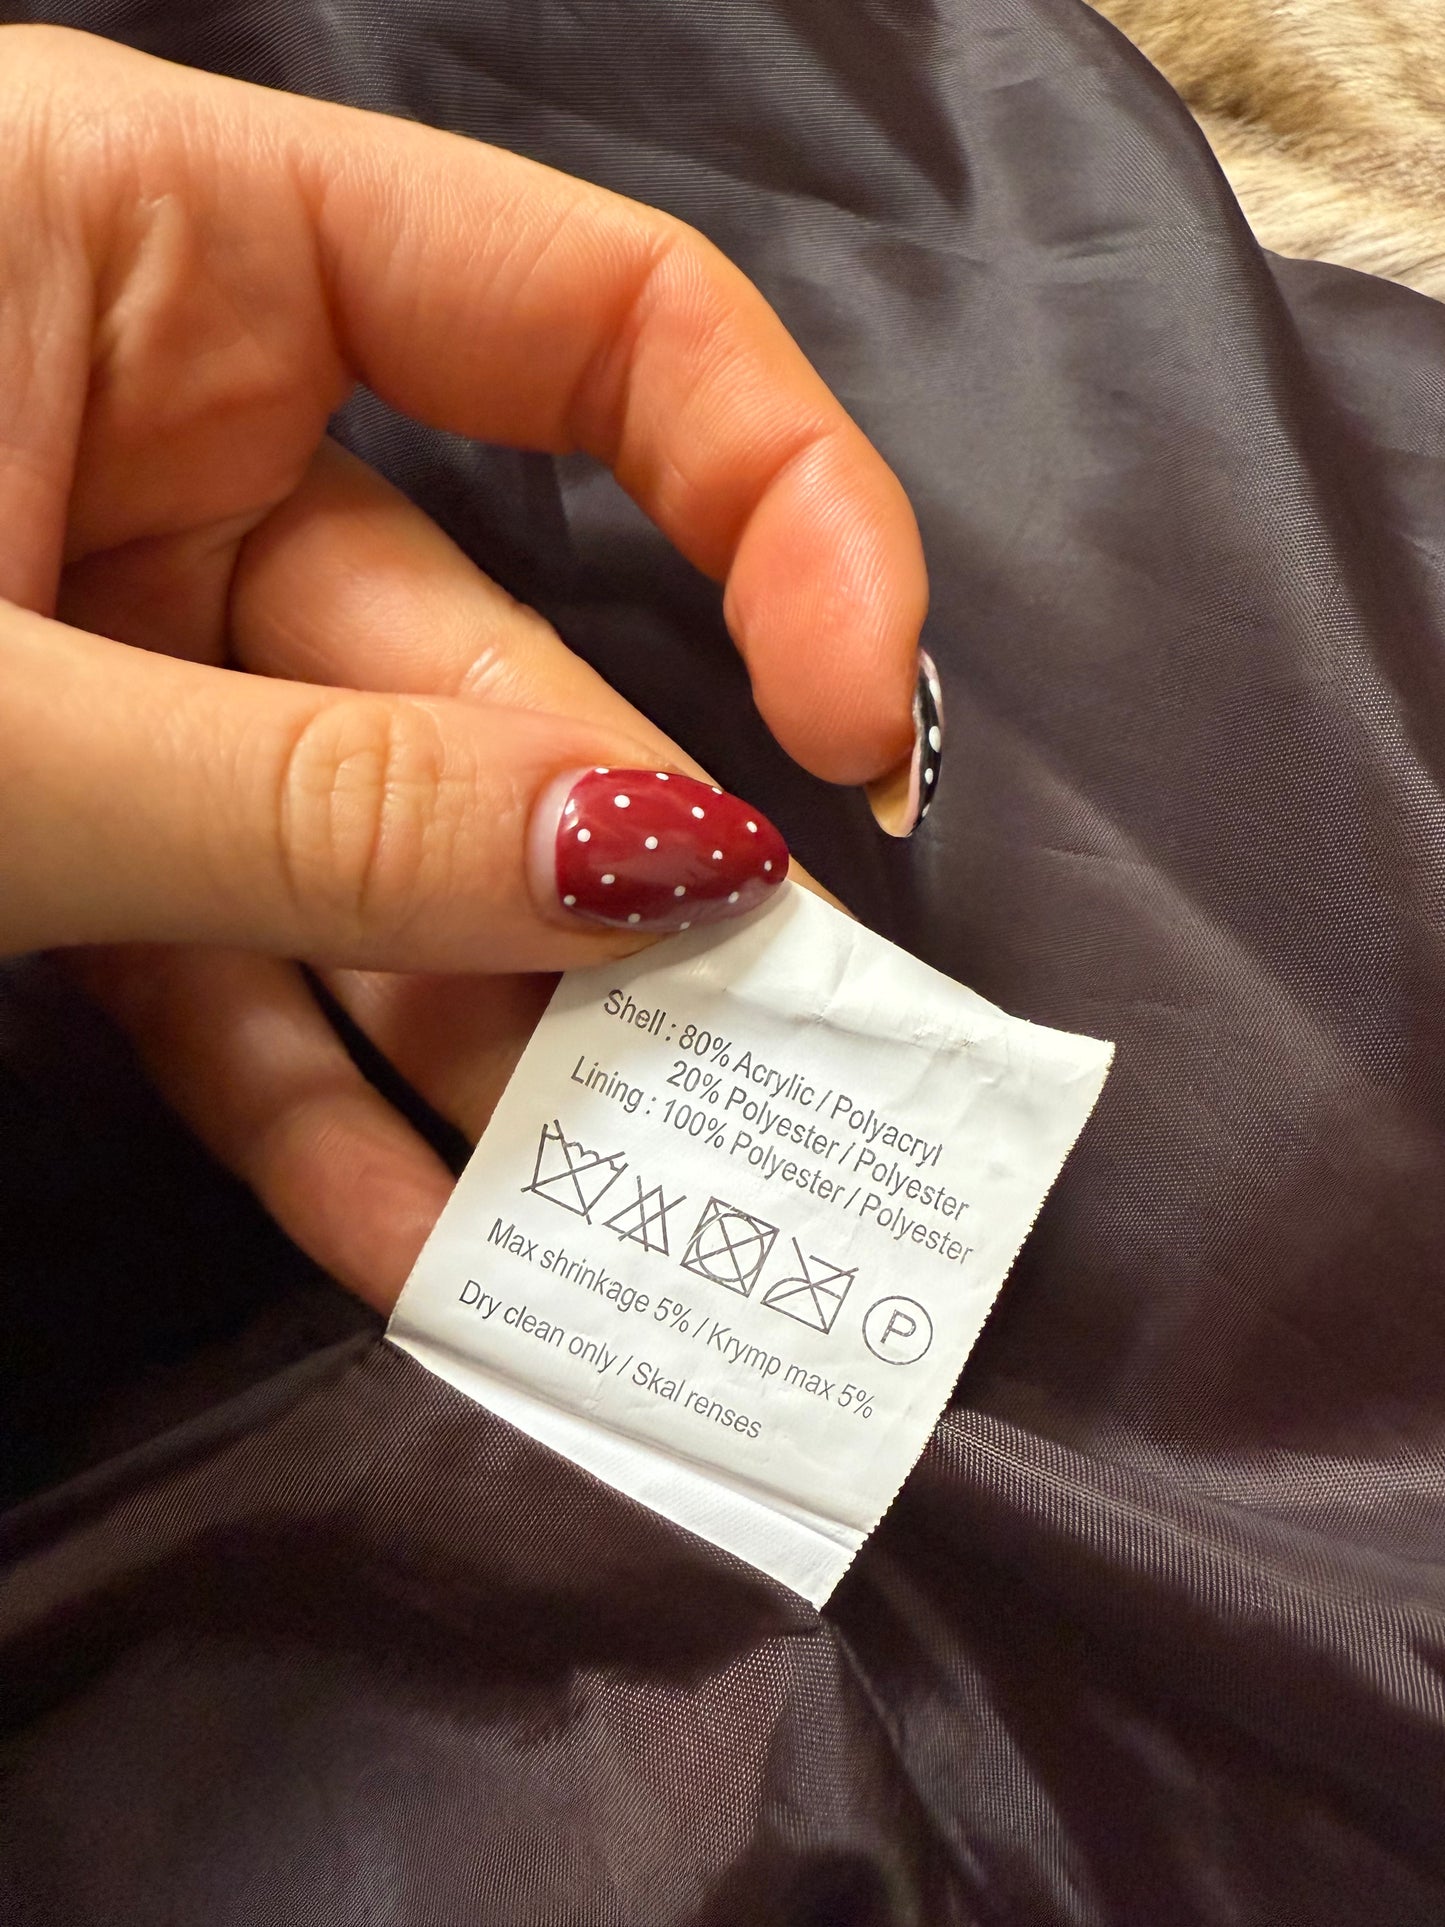 Shell : 80% Acrylic / Polyacryl
20% Polyester / Polyester
Lining : 100% Polyester / Polyester
P
Max shrinkage 5% / Krymp max 5%
Dry clean only / Skal renses